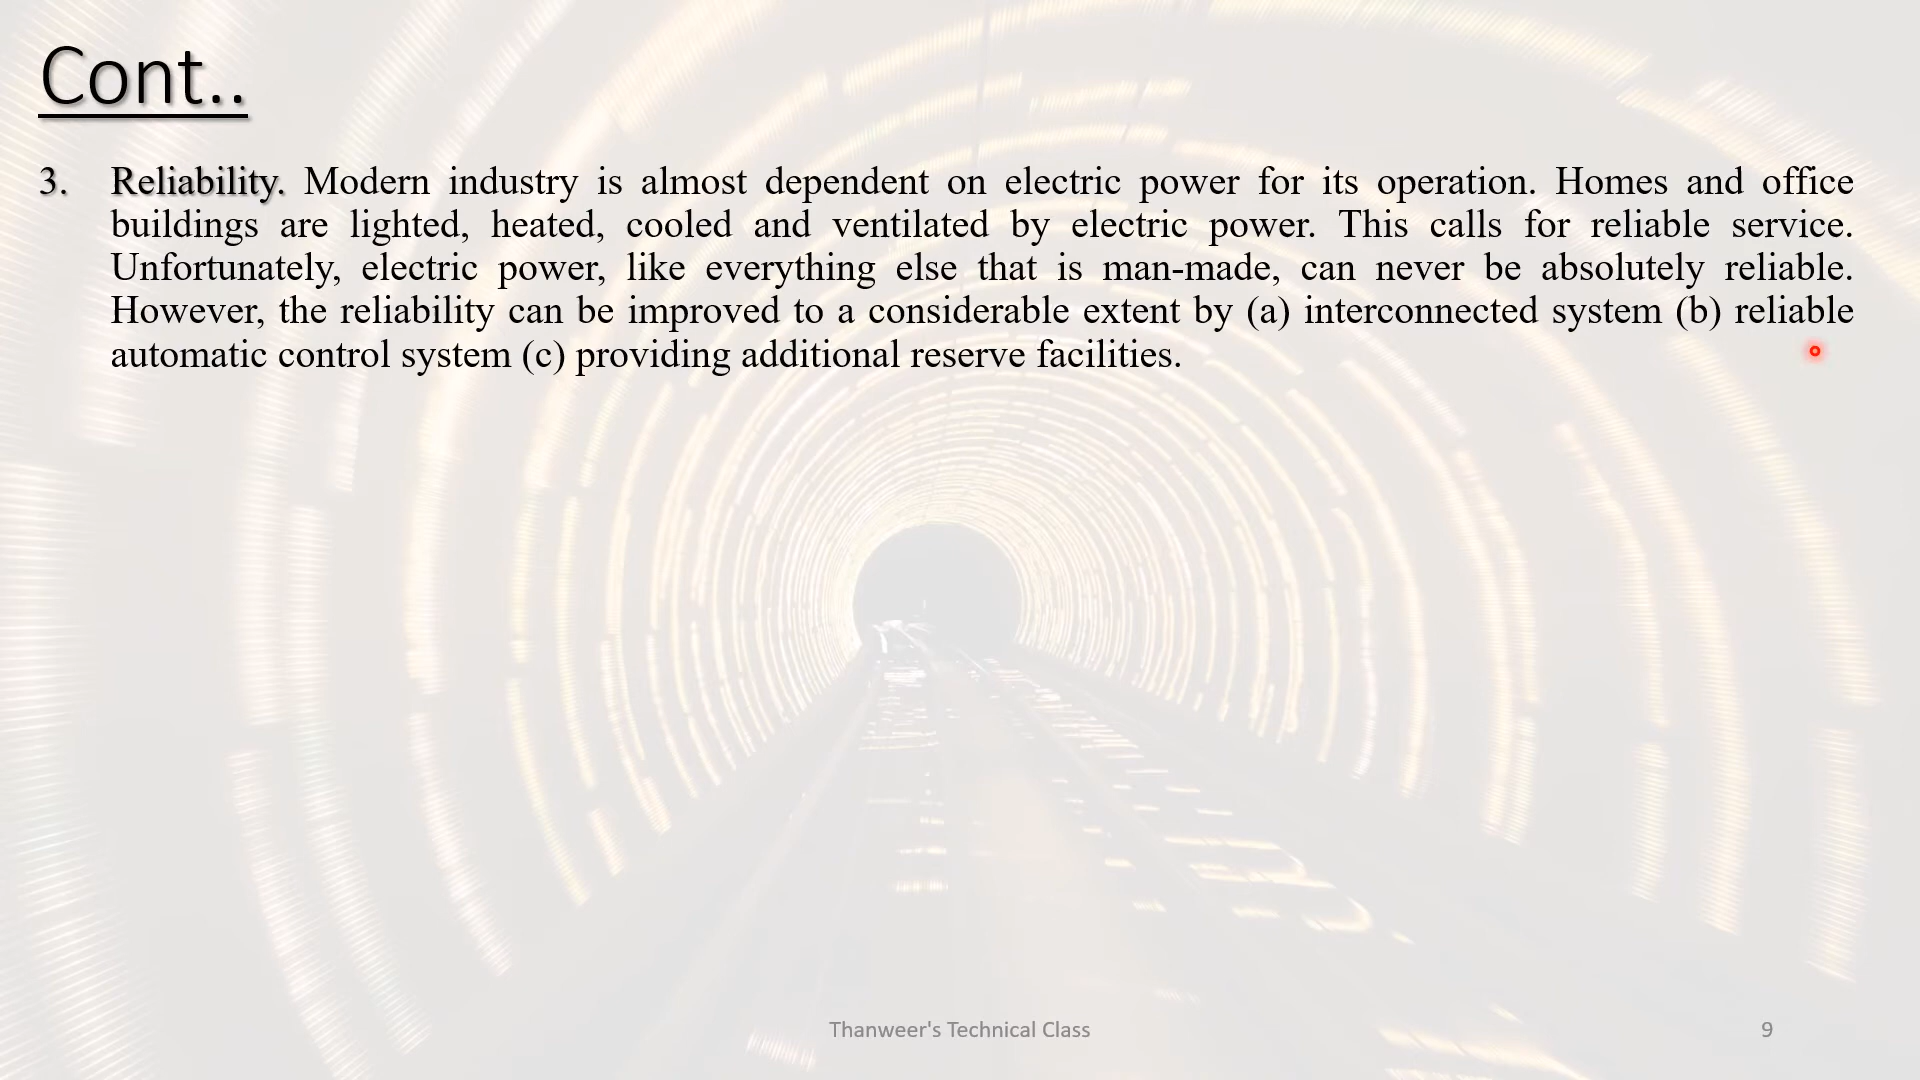 Cont..
3. Reliability. Modern industry is almost dependent on electric power for its operation. Homes and office
buildings are lighted, heated, cooled and ventilated by electric power. This calls for reliable service.
Unfortunately, electric power, like everything else that is man-made, can never be absolutely reliable.
However, the reliability can be improved to a considerable extent by (a) interconnected system (b) reliable
automatic control system (c) providing additional reserve facilities.
Thanweer's Technical Class
9